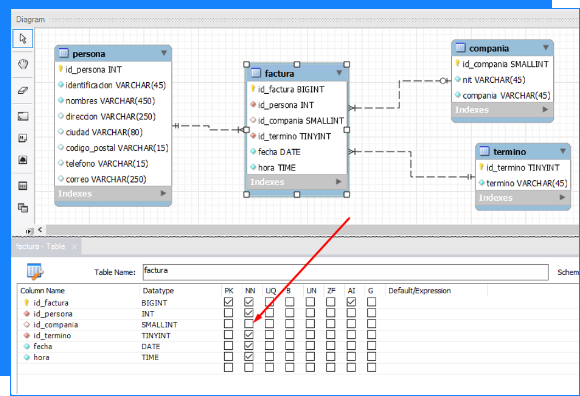 Diagram
persona
id_persona INT
identificacion VARCHAR(45)
nombres VARCHAR(450)
direccion VARCHAR(250)
ciudad VARCHAR(80)
codigo_postal VARCHAR(15)
telefono VARCHAR(15)
correo VARCHAR(250)
Indexes
factura
id_factura BIGINT
id_persona INT
id_compania SMALLINT
id_termino TINYINT
fecha DATE
hora TIME
Indexes
compania
id_compania SMALLINT
nit VARCHAR(45)
compania VARCHAR(45)
Indexes
termino
id_termino TINYINT
termino VARCHAR(45)
Indexes
factura - Table ×
Table Name: factura Schem
Column Name Datatype PK NN UQ B UN ZF AI G Default/Expression
id_factura BIGINT
id_persona INT
id_compania SMALLINT
id_termino TINYINT
fecha DATE
hora TIME